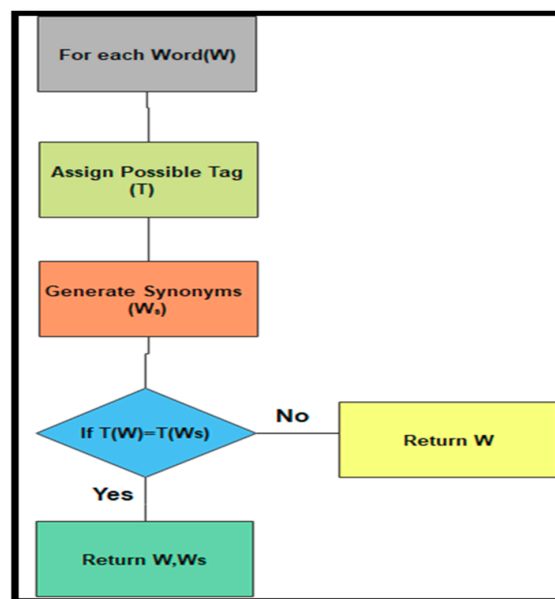 For each Word(W)
Assign Possible Tag
(T)
Generate Synonyms
(Wₛ)
If T(W)=T(Ws)
No
Return W
Yes
Return W,Ws